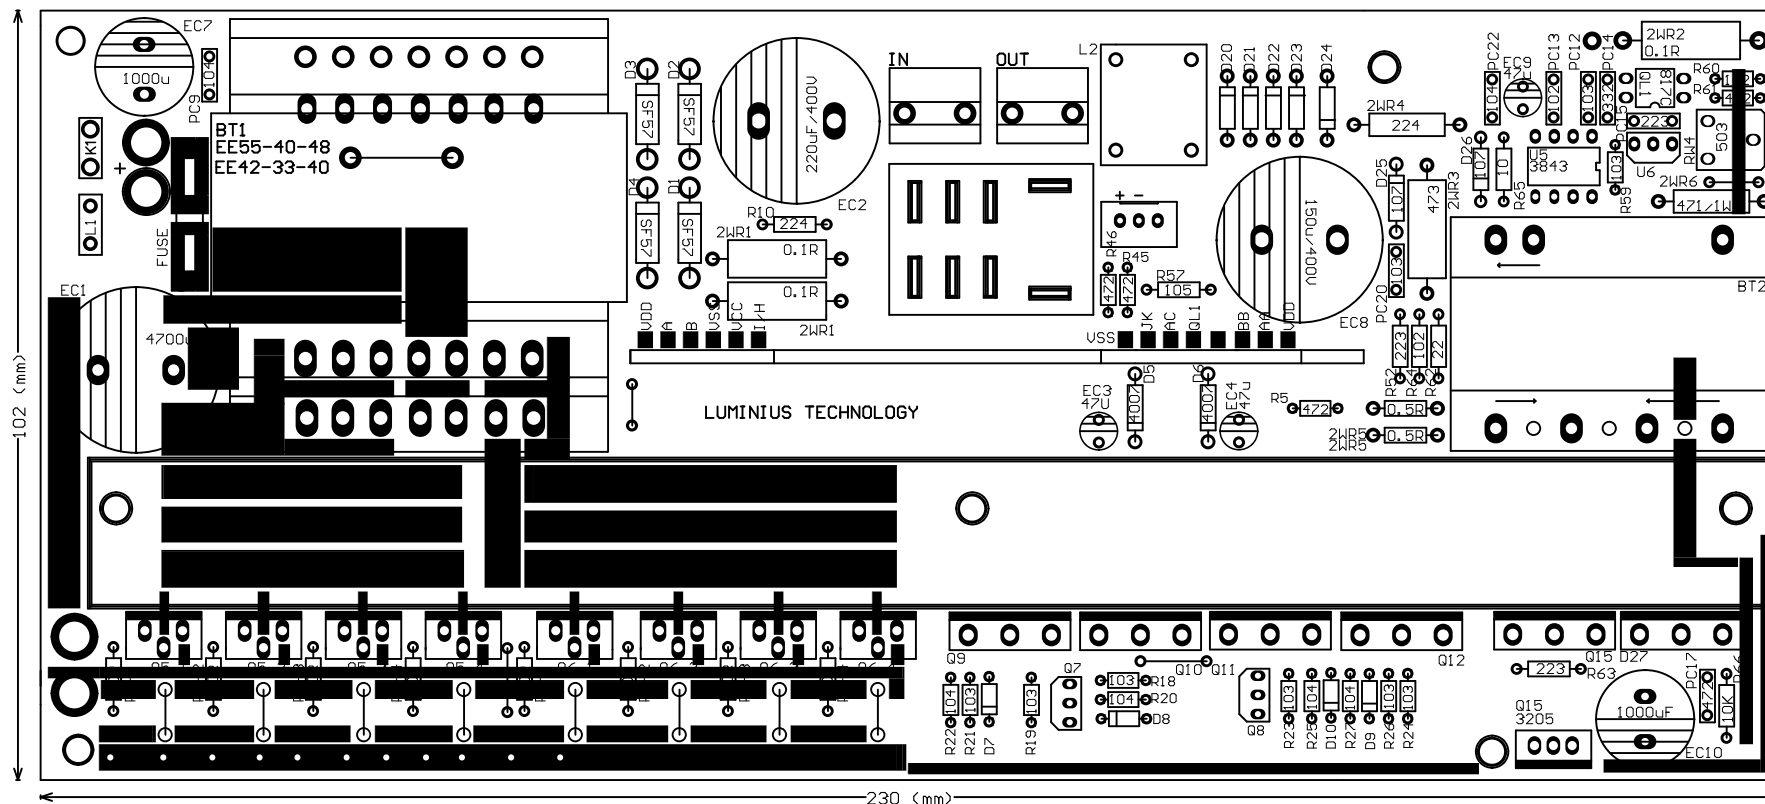 EC7
1000u
PC9
104
K1
+
L1
FUSE
BT1
EE55-40-48
EE42-33-40
EC1
4700u
D3
D2
SF57
SF57
D4
D1
SF57
SF57
220uF/400V
EC2
R10
224
2WR1
0.1R
0.1R
2WR1
IN
OUT
L2
+ -
R46
R45
472
472
R57
105
150u/400V
EC8
D20
D21
D22
D23
D24
2WR4
224
PC22
PC13
PC12
PC14
EC9
47u
104
102
103
332
2WR2
0.1R
R60
R61
QL1
817C
PC15
223
RW4
503
U6
U5
3843
103
R59
D26
107
10
R65
2WR6
471/1W
D25
107
473
2WR3
103
PC20
BT2
VDD
A
B
VSS
VCC
I/H
VSS
JK
AC
QL1
BB
AA
VDD
223
102
22
R52
R64
R62
LUMINIUS TECHNOLOGY
EC3
47U
D5
4007
D6
4007
EC4
47u
R5
472
0.5R
2WR5
2WR5
0.5R
102 (mm)
Q9
Q10
Q11
Q12
Q15
D27
R22
104
R21
103
D7
R19
103
Q7
103
R18
104
R20
D8
Q8
R23
103
R25
104
D10
R27
104
D9
R26
103
R24
103
223
R63
Q15
3205
1000uF
EC10
PC17
472
R66
10K
230 (mm)